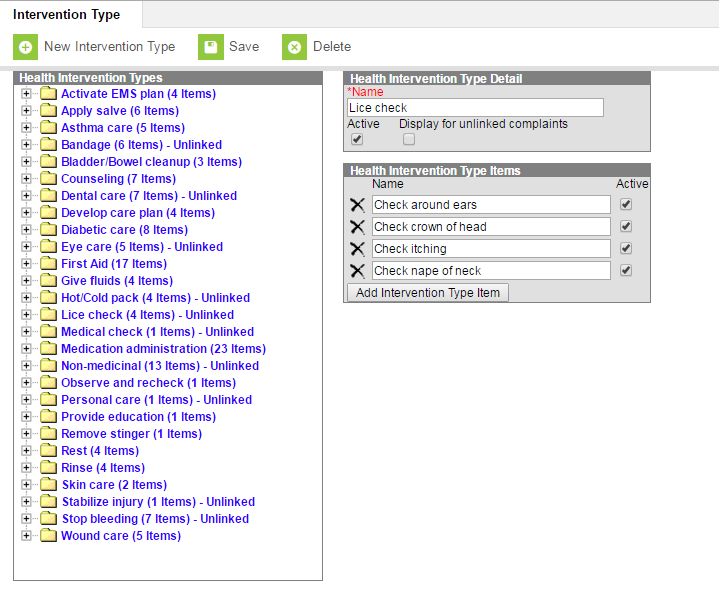 Intervention Type
New Intervention Type Save Delete
Health Intervention Types
Activate EMS plan (4 Items)
Apply salve (6 Items)
Asthma care (5 Items)
Bandage (6 Items) - Unlinked
Bladder/Bowel cleanup (3 Items)
Counseling (7 Items)
Dental care (7 Items) - Unlinked
Develop care plan (4 Items)
Diabetic care (8 Items)
Eye care (5 Items) - Unlinked
First Aid (17 Items)
Give fluids (4 Items)
Hot/Cold pack (4 Items) - Unlinked
Lice check (4 Items) - Unlinked
Medical check (1 Items) - Unlinked
Medication administration (23 Items)
Non-medicinal (13 Items) - Unlinked
Observe and recheck (1 Items)
Personal care (1 Items) - Unlinked
Provide education (1 Items)
Remove stinger (1 Items)
Rest (4 Items)
Rinse (4 Items)
Skin care (2 Items)
Stabilize injury (1 Items) - Unlinked
Stop bleeding (7 Items) - Unlinked
Wound care (5 Items)
Health Intervention Type Detail
*Name
Lice check
Active Display for unlinked complaints
Health Intervention Type Items
Name Active
Check around ears
Check crown of head
Check itching
Check nape of neck
Add Intervention Type Item